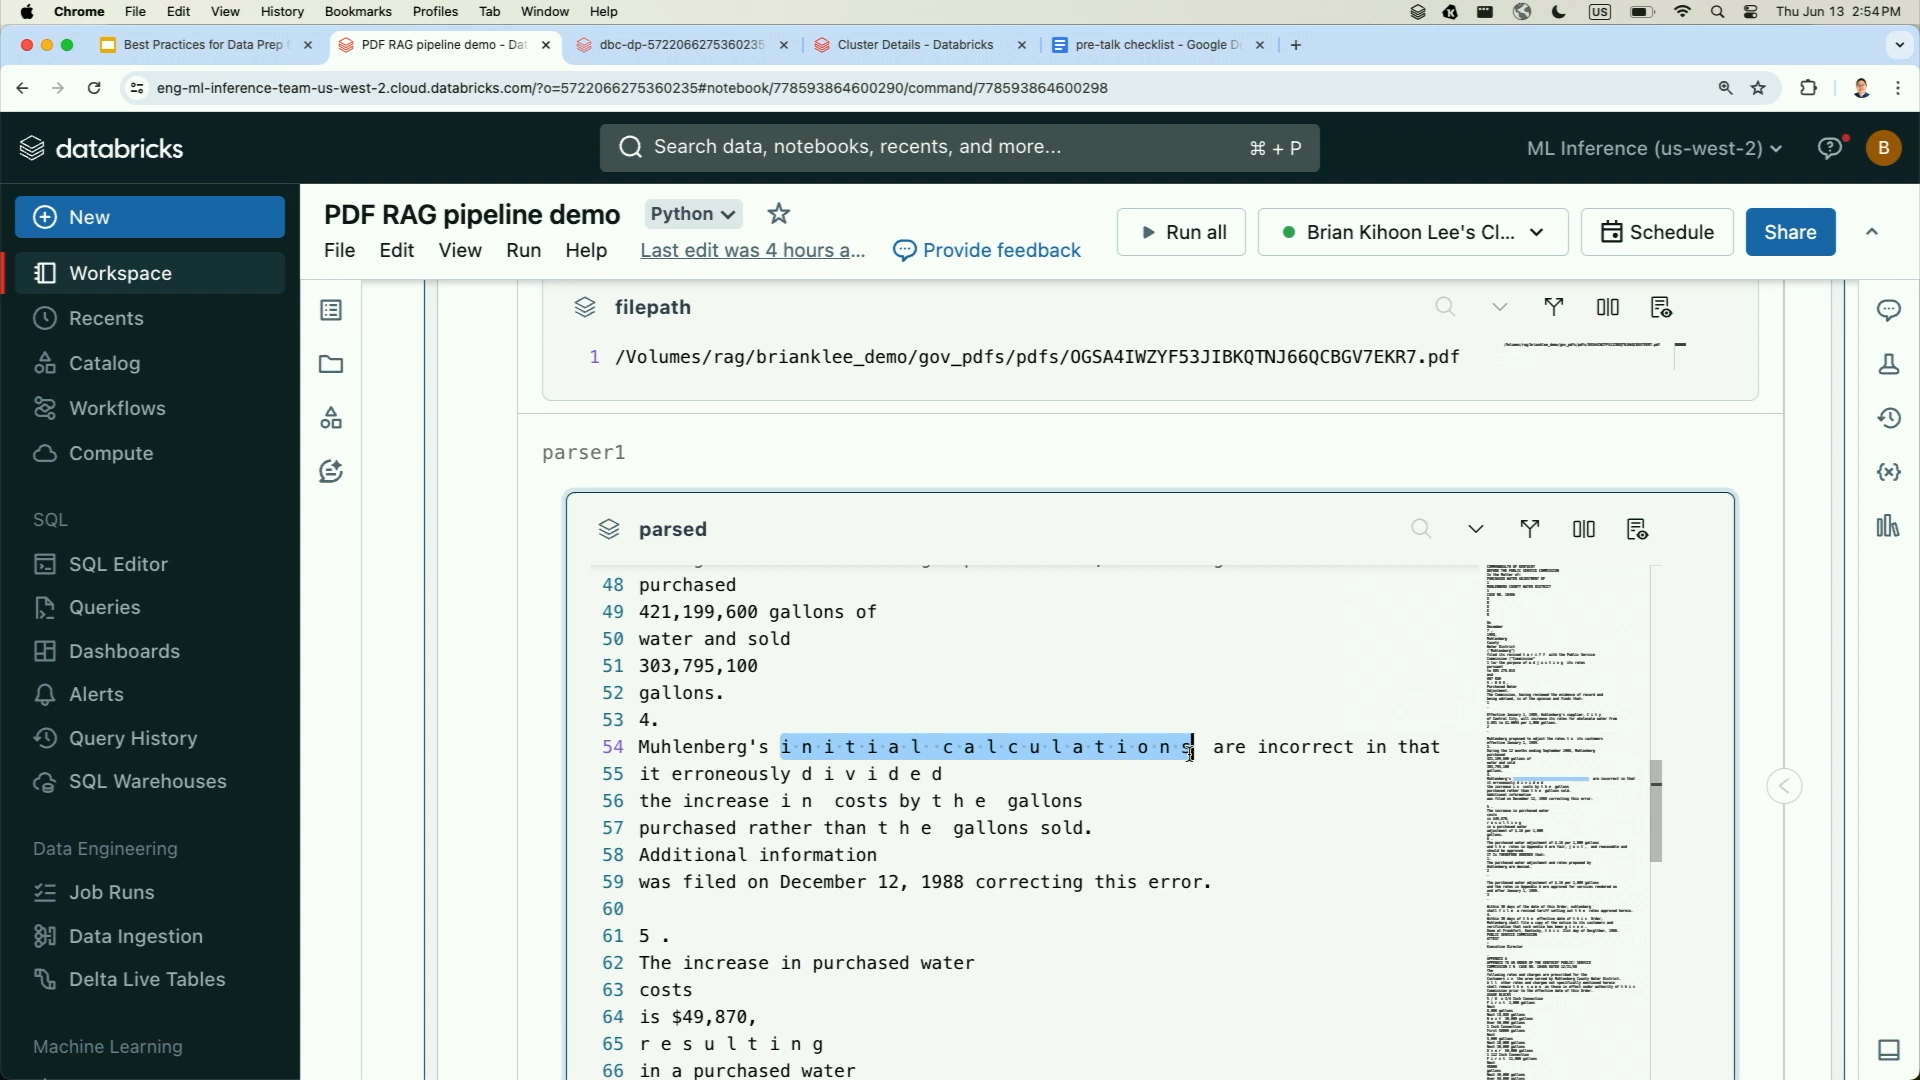 Chrome File Edit View History Bookmarks Profiles Tab Window Help US Thu Jun 13 2:54 PM
Best Practices for Data Prep PDF RAG pipeline demo - Dat dbc-dp-5722066275360235 Cluster Details - Databricks pre-talk checklist - Google D
eng-ml-inference-team-us-west-2.cloud.databricks.com/?o=5722066275360235#notebook/778593864600290/command/778593864600298
databricks Search data, notebooks, recents, and more... ⌘ + P ML Inference (us-west-2) B
New
Workspace
Recents
Catalog
Workflows
Compute
SQL
SQL Editor
Queries
Dashboards
Alerts
Query History
SQL Warehouses
Data Engineering
Job Runs
Data Ingestion
Delta Live Tables
Machine Learning
PDF RAG pipeline demo Python
File Edit View Run Help Last edit was 4 hours a... Provide feedback
Run all Brian Kihoon Lee's Cl... Schedule Share
filepath
1 /Volumes/rag/brianklee_demo/gov_pdfs/pdfs/OGSA4IWZYF53JIBKQTNJ66QCBGV7EKR7.pdf
parser1
parsed
48 purchased
49 421,199,600 gallons of
50 water and sold
51 303,795,100
52 gallons.
53 4.
54 Muhlenberg's i n i t i a l  c a l c u l a t i o n s  are incorrect in that
55 it erroneously d i v i d e d
56 the increase i n  costs by t h e  gallons
57 purchased rather than t h e  gallons sold.
58 Additional information
59 was filed on December 12, 1988 correcting this error.
60
61 5 .
62 The increase in purchased water
63 costs
64 is $49,870,
65 r e s u l t i n g
66 in a purchased water